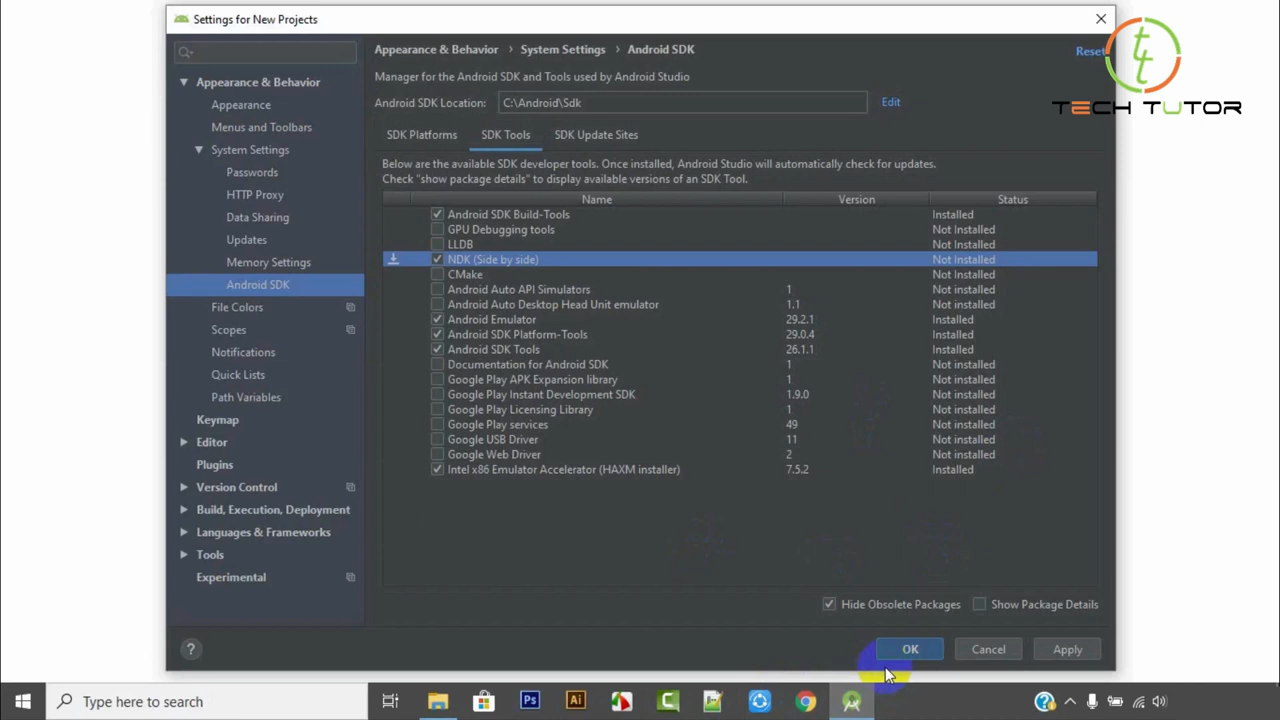 Settings for New Projects
TECH TUTOR
Appearance & Behavior
Appearance
Menus and Toolbars
System Settings
Passwords
HTTP Proxy
Data Sharing
Updates
Memory Settings
Android SDK
File Colors
Scopes
Notifications
Quick Lists
Path Variables
Keymap
Editor
Plugins
Version Control
Build, Execution, Deployment
Languages & Frameworks
Tools
Experimental
Appearance & Behavior › System Settings › Android SDK
Reset
Manager for the Android SDK and Tools used by Android Studio
Android SDK Location: C:\Android\Sdk Edit
SDK Platforms SDK Tools SDK Update Sites
Below are the available SDK developer tools. Once installed, Android Studio will automatically check for updates.
Check "show package details" to display available versions of an SDK Tool.
Name Version Status
Android SDK Build-Tools Installed
GPU Debugging tools Not Installed
LLDB Not Installed
NDK (Side by side) Not Installed
CMake Not Installed
Android Auto API Simulators 1 Not installed
Android Auto Desktop Head Unit emulator 1.1 Not installed
Android Emulator 29.2.1 Installed
Android SDK Platform-Tools 29.0.4 Installed
Android SDK Tools 26.1.1 Installed
Documentation for Android SDK 1 Not installed
Google Play APK Expansion library 1 Not installed
Google Play Instant Development SDK 1.9.0 Not installed
Google Play Licensing Library 1 Not installed
Google Play services 49 Not installed
Google USB Driver 11 Not installed
Google Web Driver 2 Not installed
Intel x86 Emulator Accelerator (HAXM installer) 7.5.2 Installed
Hide Obsolete Packages Show Package Details
? OK Cancel Apply
Type here to search Ps Ai C ?